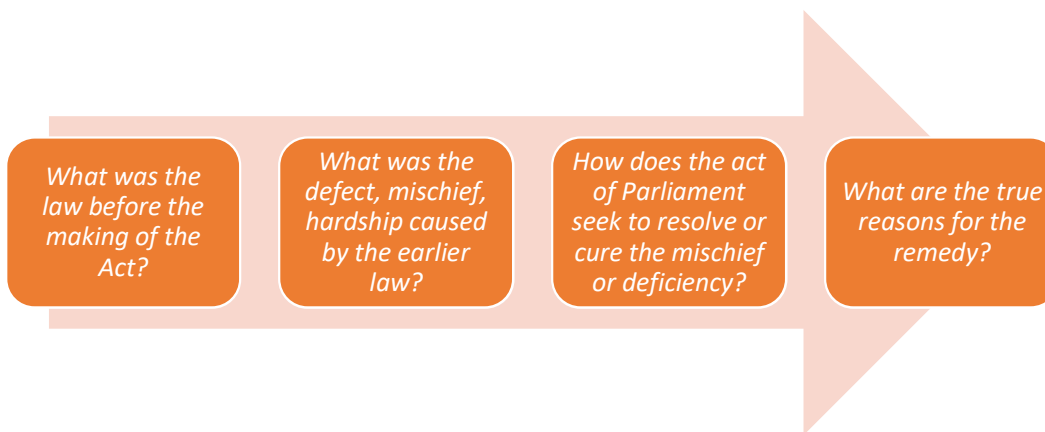 What was the
law before the
making of the
Act?
What was the
defect, mischief,
hardship caused
by the earlier
law?
How does the act
of Parliament
seek to resolve or
cure the mischief
or deficiency?
What are the true
reasons for the
remedy?